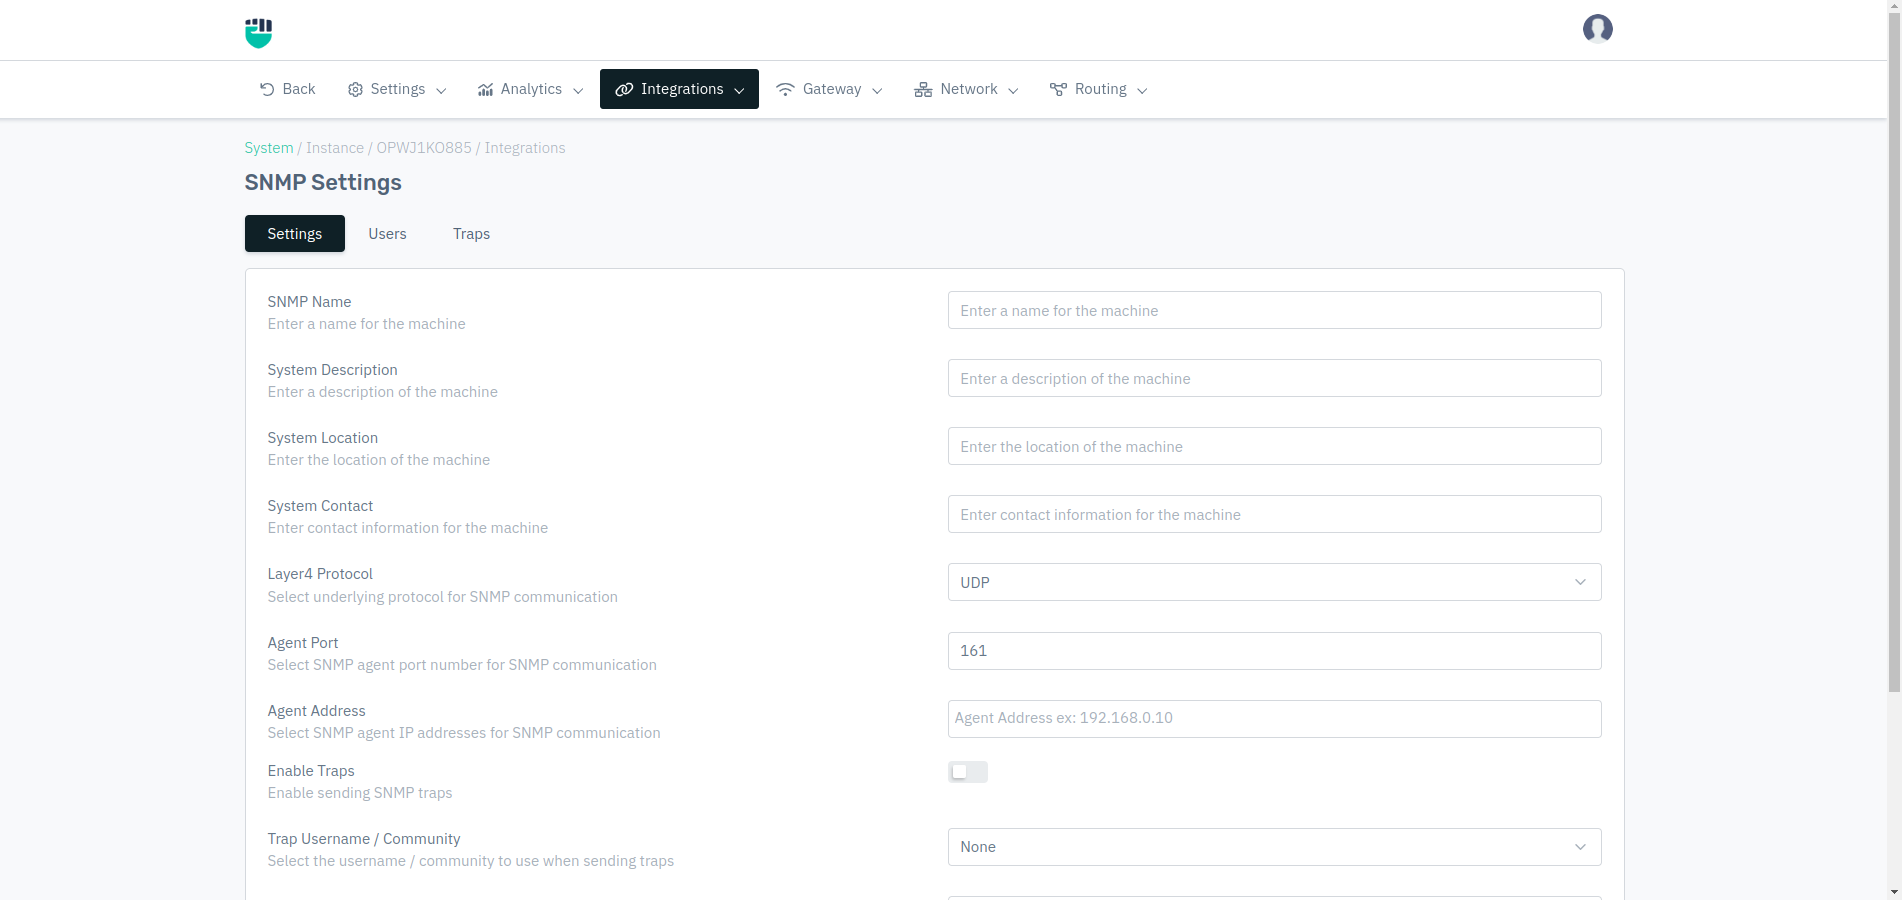 Back
Settings
Analytics
Integrations
Gateway
Network
Routing
System / Instance / OPWJ1KO885 / Integrations
SNMP Settings
Settings
Users
Traps
SNMP Name
Enter a name for the machine
Enter a name for the machine
System Description
Enter a description of the machine
Enter a description of the machine
System Location
Enter the location of the machine
Enter the location of the machine
System Contact
Enter contact information for the machine
Enter contact information for the machine
Layer4 Protocol
Select underlying protocol for SNMP communication
UDP
Agent Port
Select SNMP agent port number for SNMP communication
161
Agent Address
Select SNMP agent IP addresses for SNMP communication
Agent Address ex: 192.168.0.10
Enable Traps
Enable sending SNMP traps
Trap Username / Community
Select the username / community to use when sending traps
None